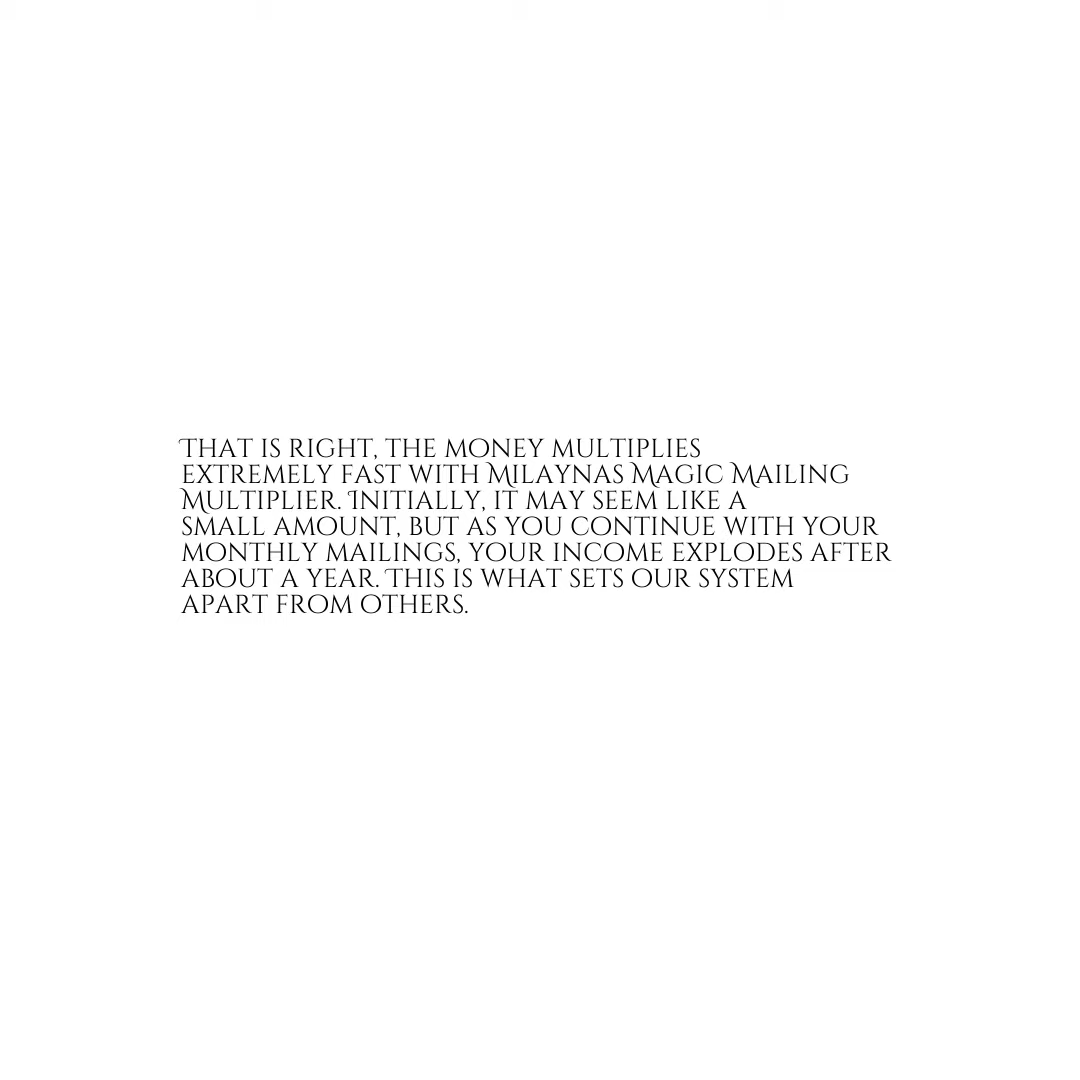 That is right, the money multiplies
extremely fast with Milaynas Magic Mailing
Multiplier. Initially, it may seem like a
small amount, but as you continue with your
monthly mailings, your income explodes after
about a year. This is what sets our system
apart from others.